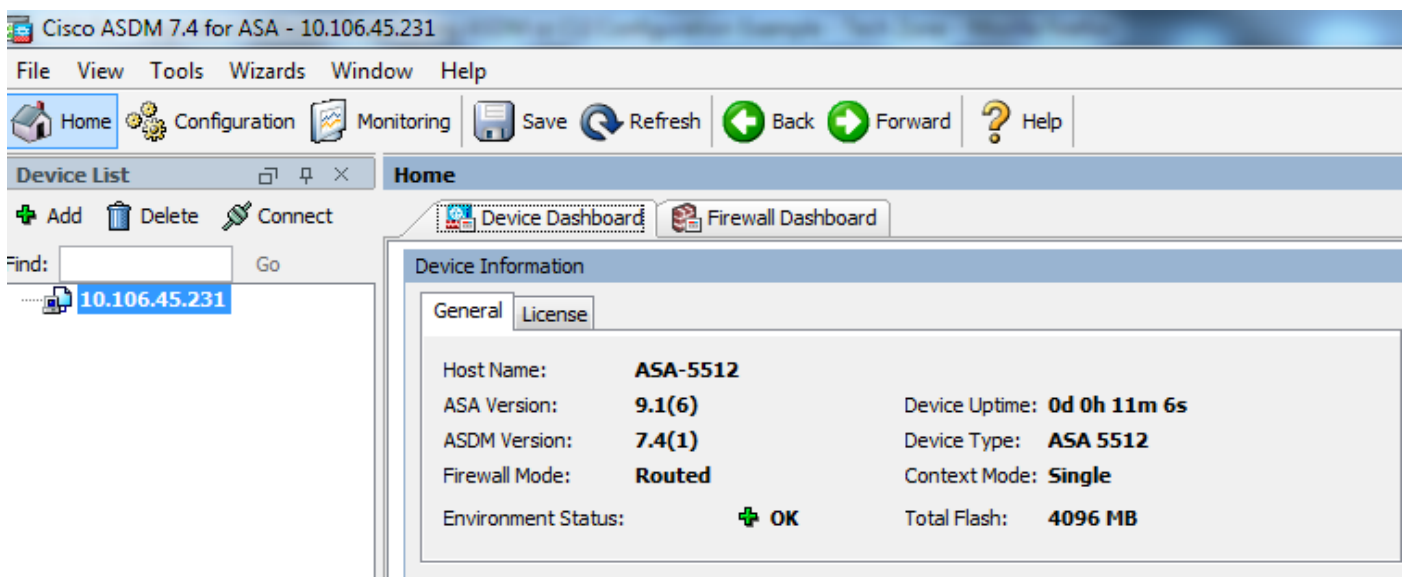 Cisco ASDM 7.4 for ASA - 10.106.45.231
File View Tools Wizards Window Help
Home Configuration Monitoring Save Refresh Back Forward Help
Device List
Home
Add Delete Connect
Device Dashboard Firewall Dashboard
Find: Go
Device Information
10.106.45.231
General License
Host Name: ASA-5512
ASA Version: 9.1(6) Device Uptime: 0d 0h 11m 6s
ASDM Version: 7.4(1) Device Type: ASA 5512
Firewall Mode: Routed Context Mode: Single
Environment Status: OK Total Flash: 4096 MB